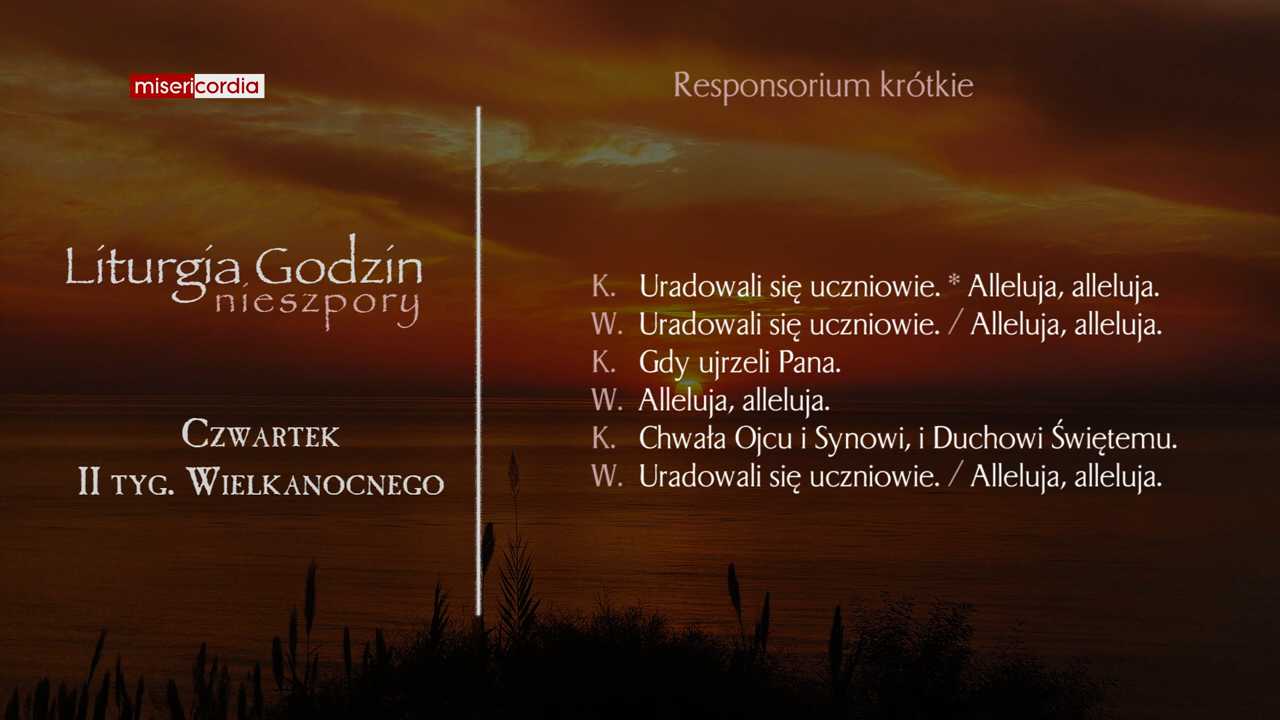 misericordia
Liturgia Godzin
nieszpory
Czwartek
II tyg. Wielkanocnego
Responsorium krótkie
K. Uradowali się uczniowie. * Alleluja, alleluja.
W. Uradowali się uczniowie. / Alleluja, alleluja.
K. Gdy ujrzeli Pana.
W. Alleluja, alleluja.
K. Chwała Ojcu i Synowi, i Duchowi Świętemu.
W. Uradowali się uczniowie. / Alleluja, alleluja.